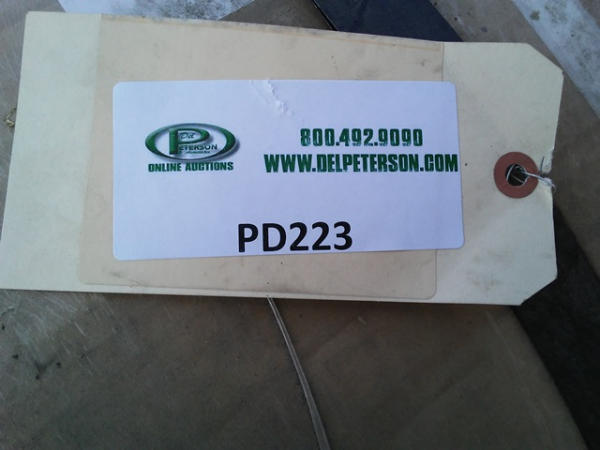 Del
PETERSON
ONLINE AUCTIONS
800.492.9090
WWW.DELPETERSON.COM
PD223